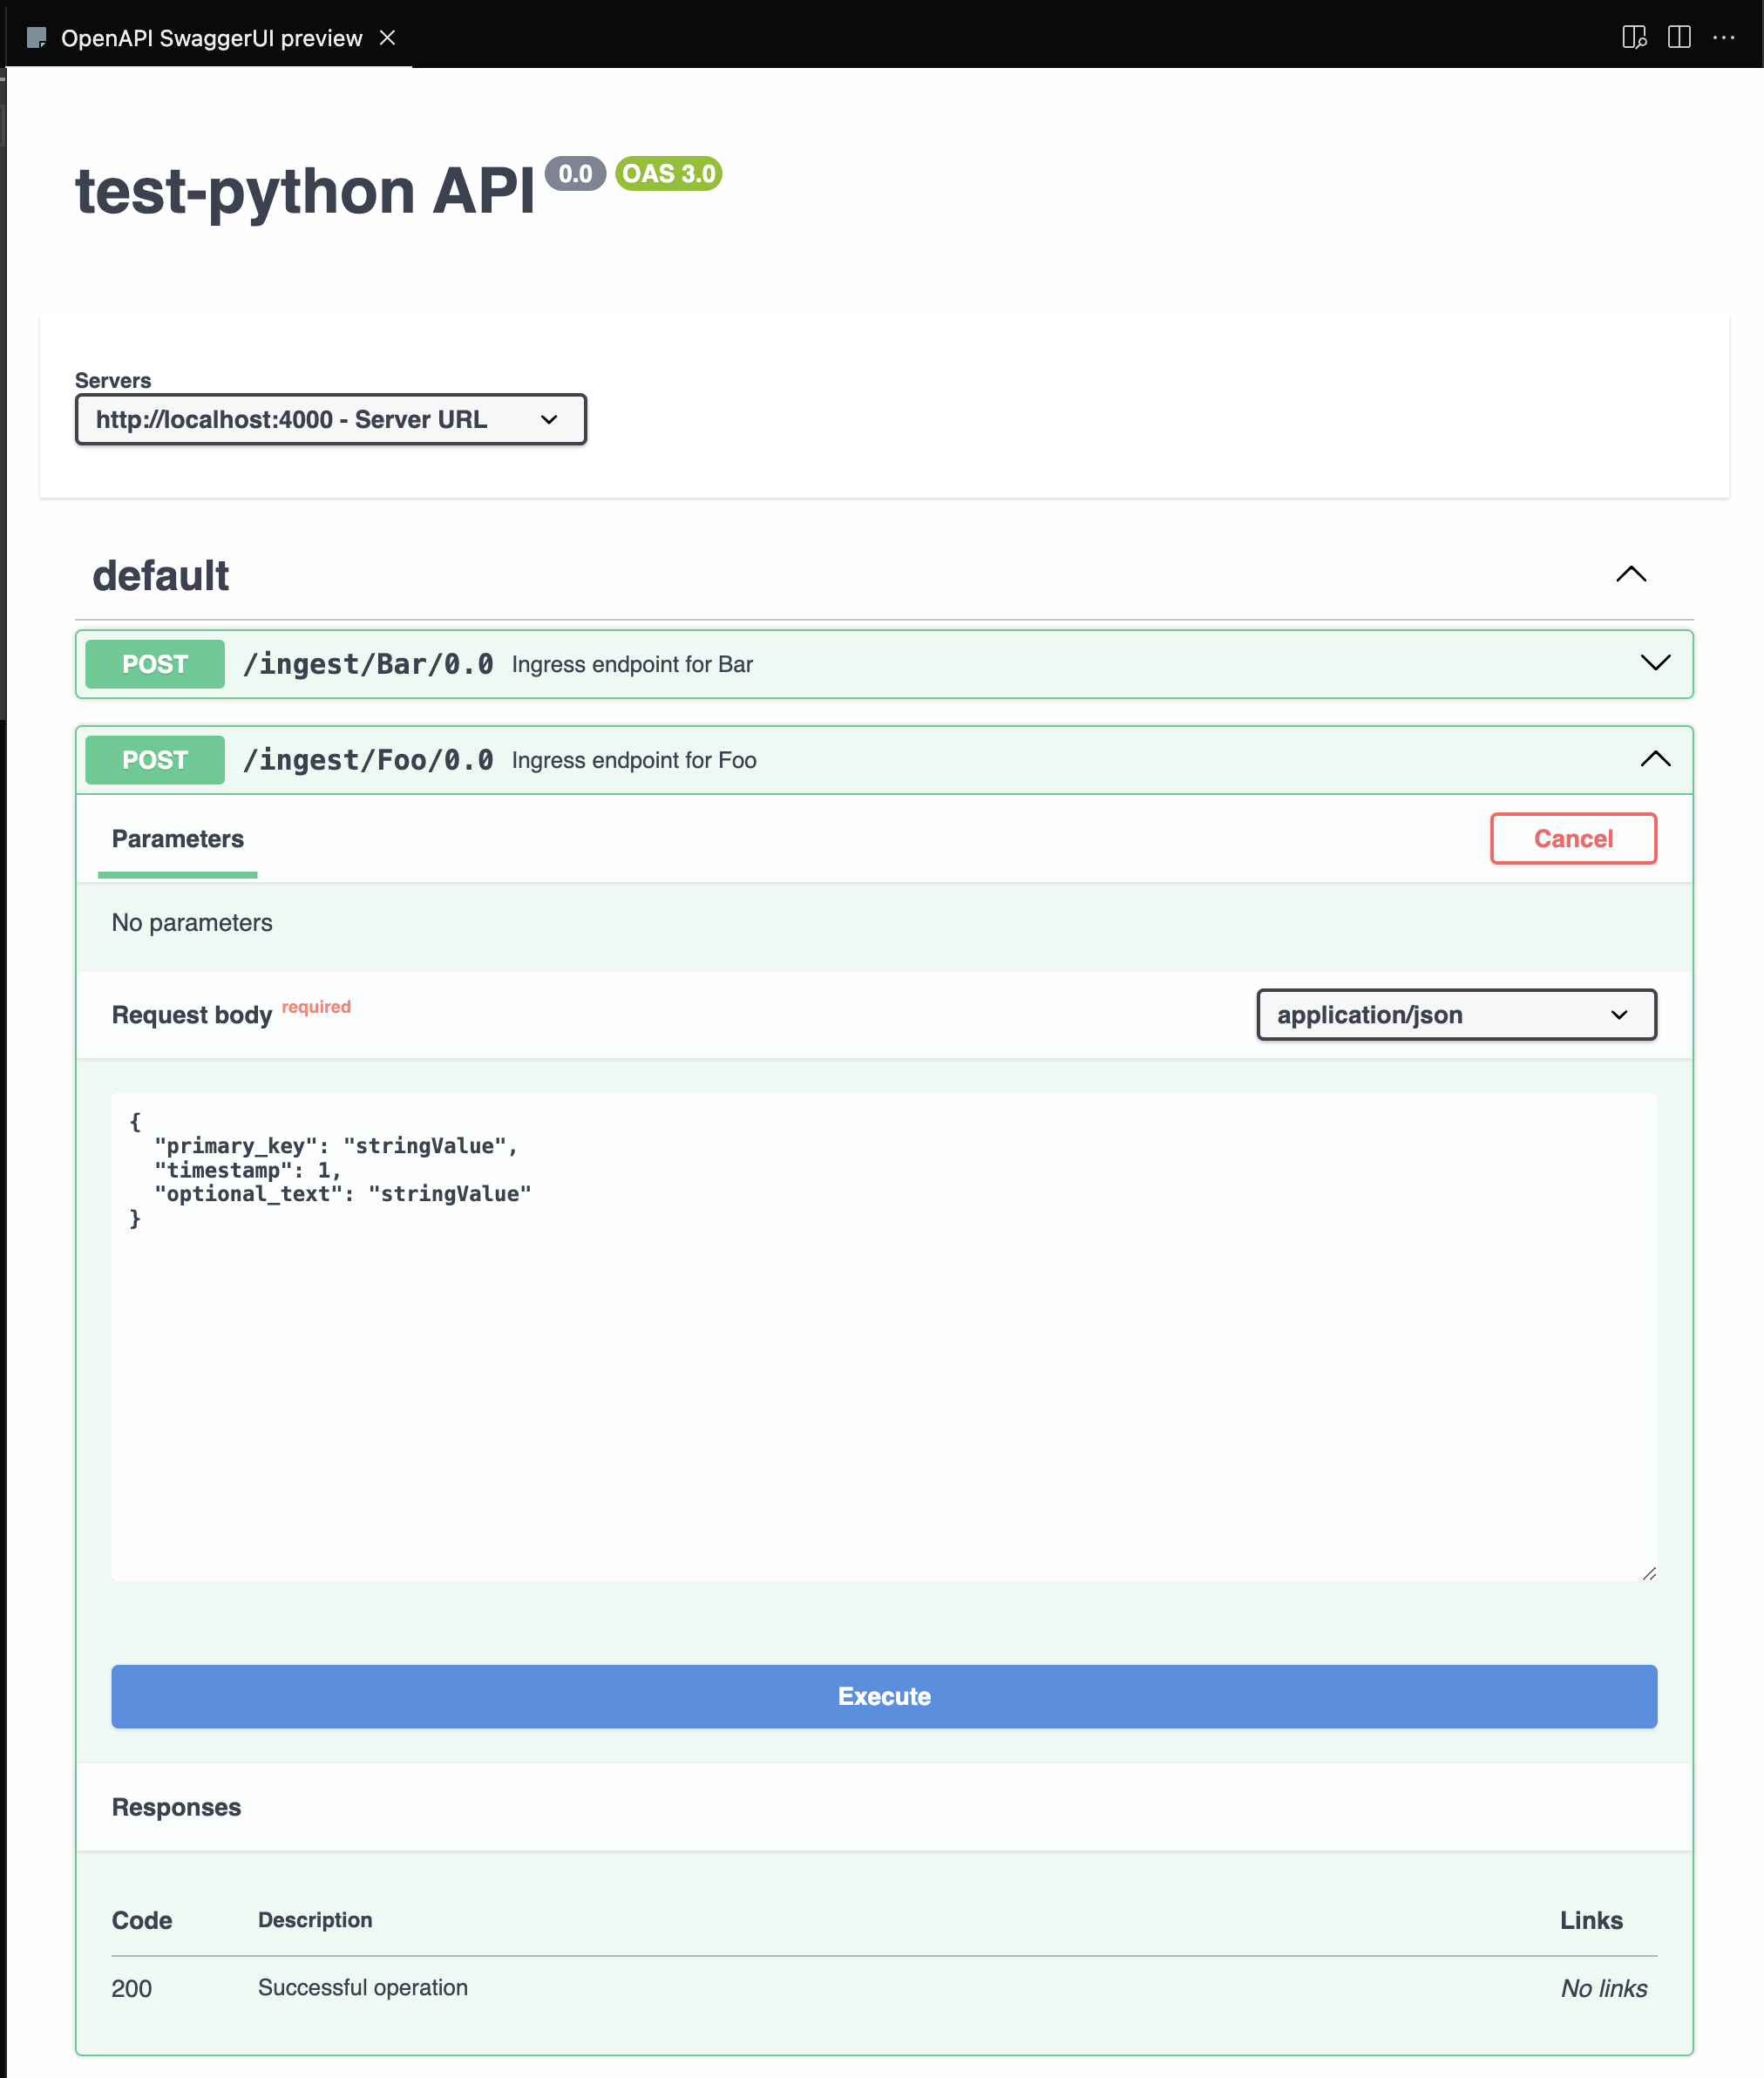 OpenAPI SwaggerUI preview
test-python API 0.0 OAS 3.0
Servers
http://localhost:4000 - Server URL
default
POST /ingest/Bar/0.0 Ingress endpoint for Bar
POST /ingest/Foo/0.0 Ingress endpoint for Foo
Parameters Cancel
No parameters
Request body required application/json
{
  "primary_key": "stringValue",
  "timestamp": 1,
  "optional_text": "stringValue"
}
Execute
Responses
Code Description Links
200 Successful operation No links